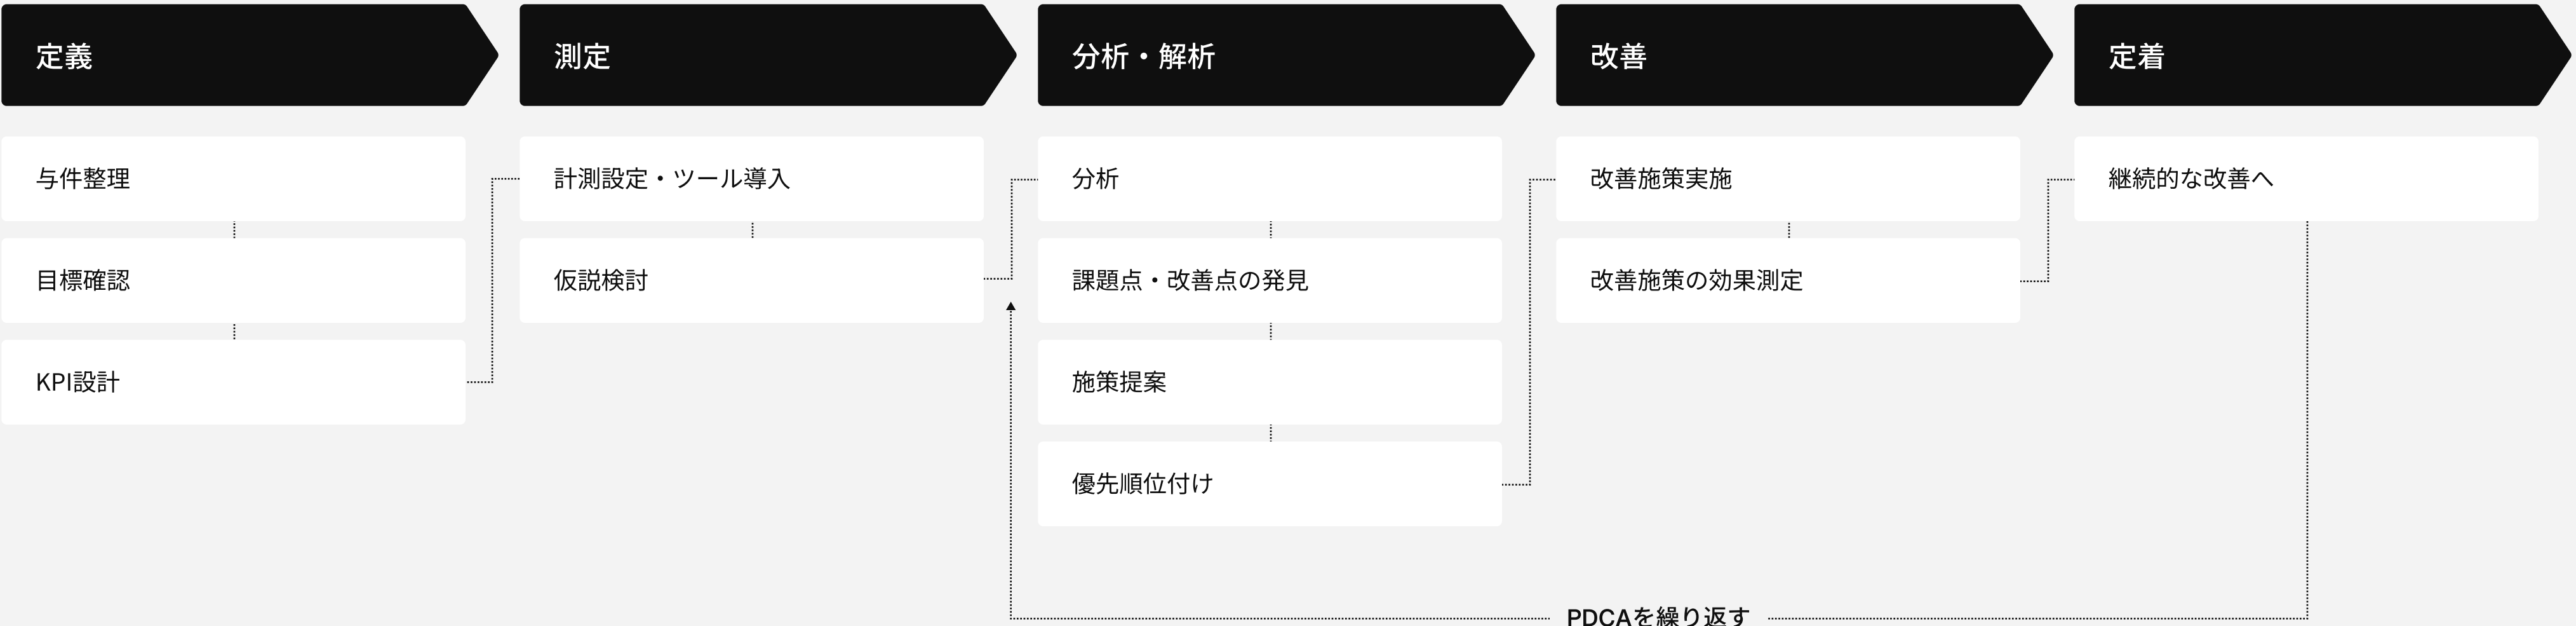 定義
与件整理
目標確認
KPI設計
測定
計測設定・ツール導入
仮説検討
分析・解析
分析
課題点・改善点の発見
施策提案
優先順位付け
改善
改善施策実施
改善施策の効果測定
定着
継続的な改善へ
PDCAを繰り返す